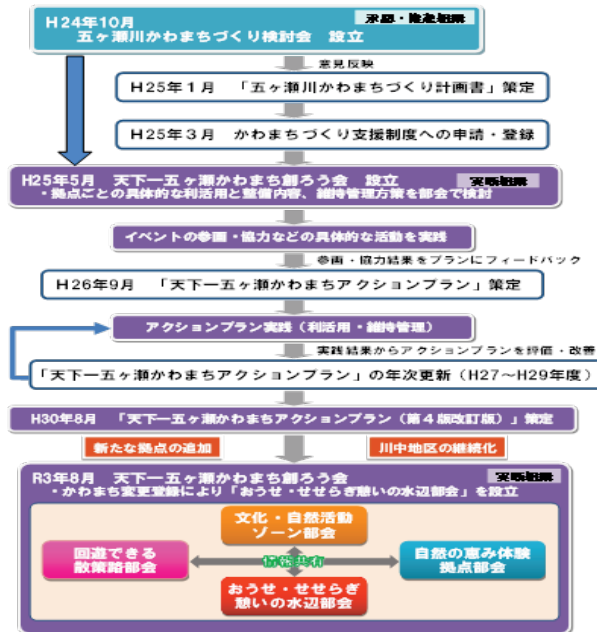 H24年10月
五ヶ瀬川かわまちづくり検討会 設立
意見反映
H25年1月 「五ヶ瀬川かわまちづくり計画書」策定
H25年3月 かわまちづくり支援制度への申請・登録
H25年5月 天下一五ヶ瀬かわまち創ろう会 設立
実践組織
・拠点ごとの具体的な利活用と整備内容、維持管理方策を部会で検討
イベントの参画・協力などの具体的な活動を実践
参画・協力結果をプランにフィードバック
H26年9月 「天下一五ヶ瀬かわまちアクションプラン」策定
アクションプラン実践（利活用・維持管理）
実践結果からアクションプランを評価・改善
「天下一五ヶ瀬かわまちアクションプラン」の年次更新（H27～H29年度）
H30年8月 「天下一五ヶ瀬かわまちアクションプラン（第4版改訂版）」策定
新たな拠点の追加
川中地区の継続化
R3年8月 天下一五ヶ瀬かわまち創ろう会
実践組織
・かわまち変更登録により「おうせ・せせらぎ憩いの水辺部会」を設立
文化・自然活動
ゾーン部会
回遊できる
散策路部会
自然の恵み体験
拠点部会
おうせ・せせらぎ
憩いの水辺部会